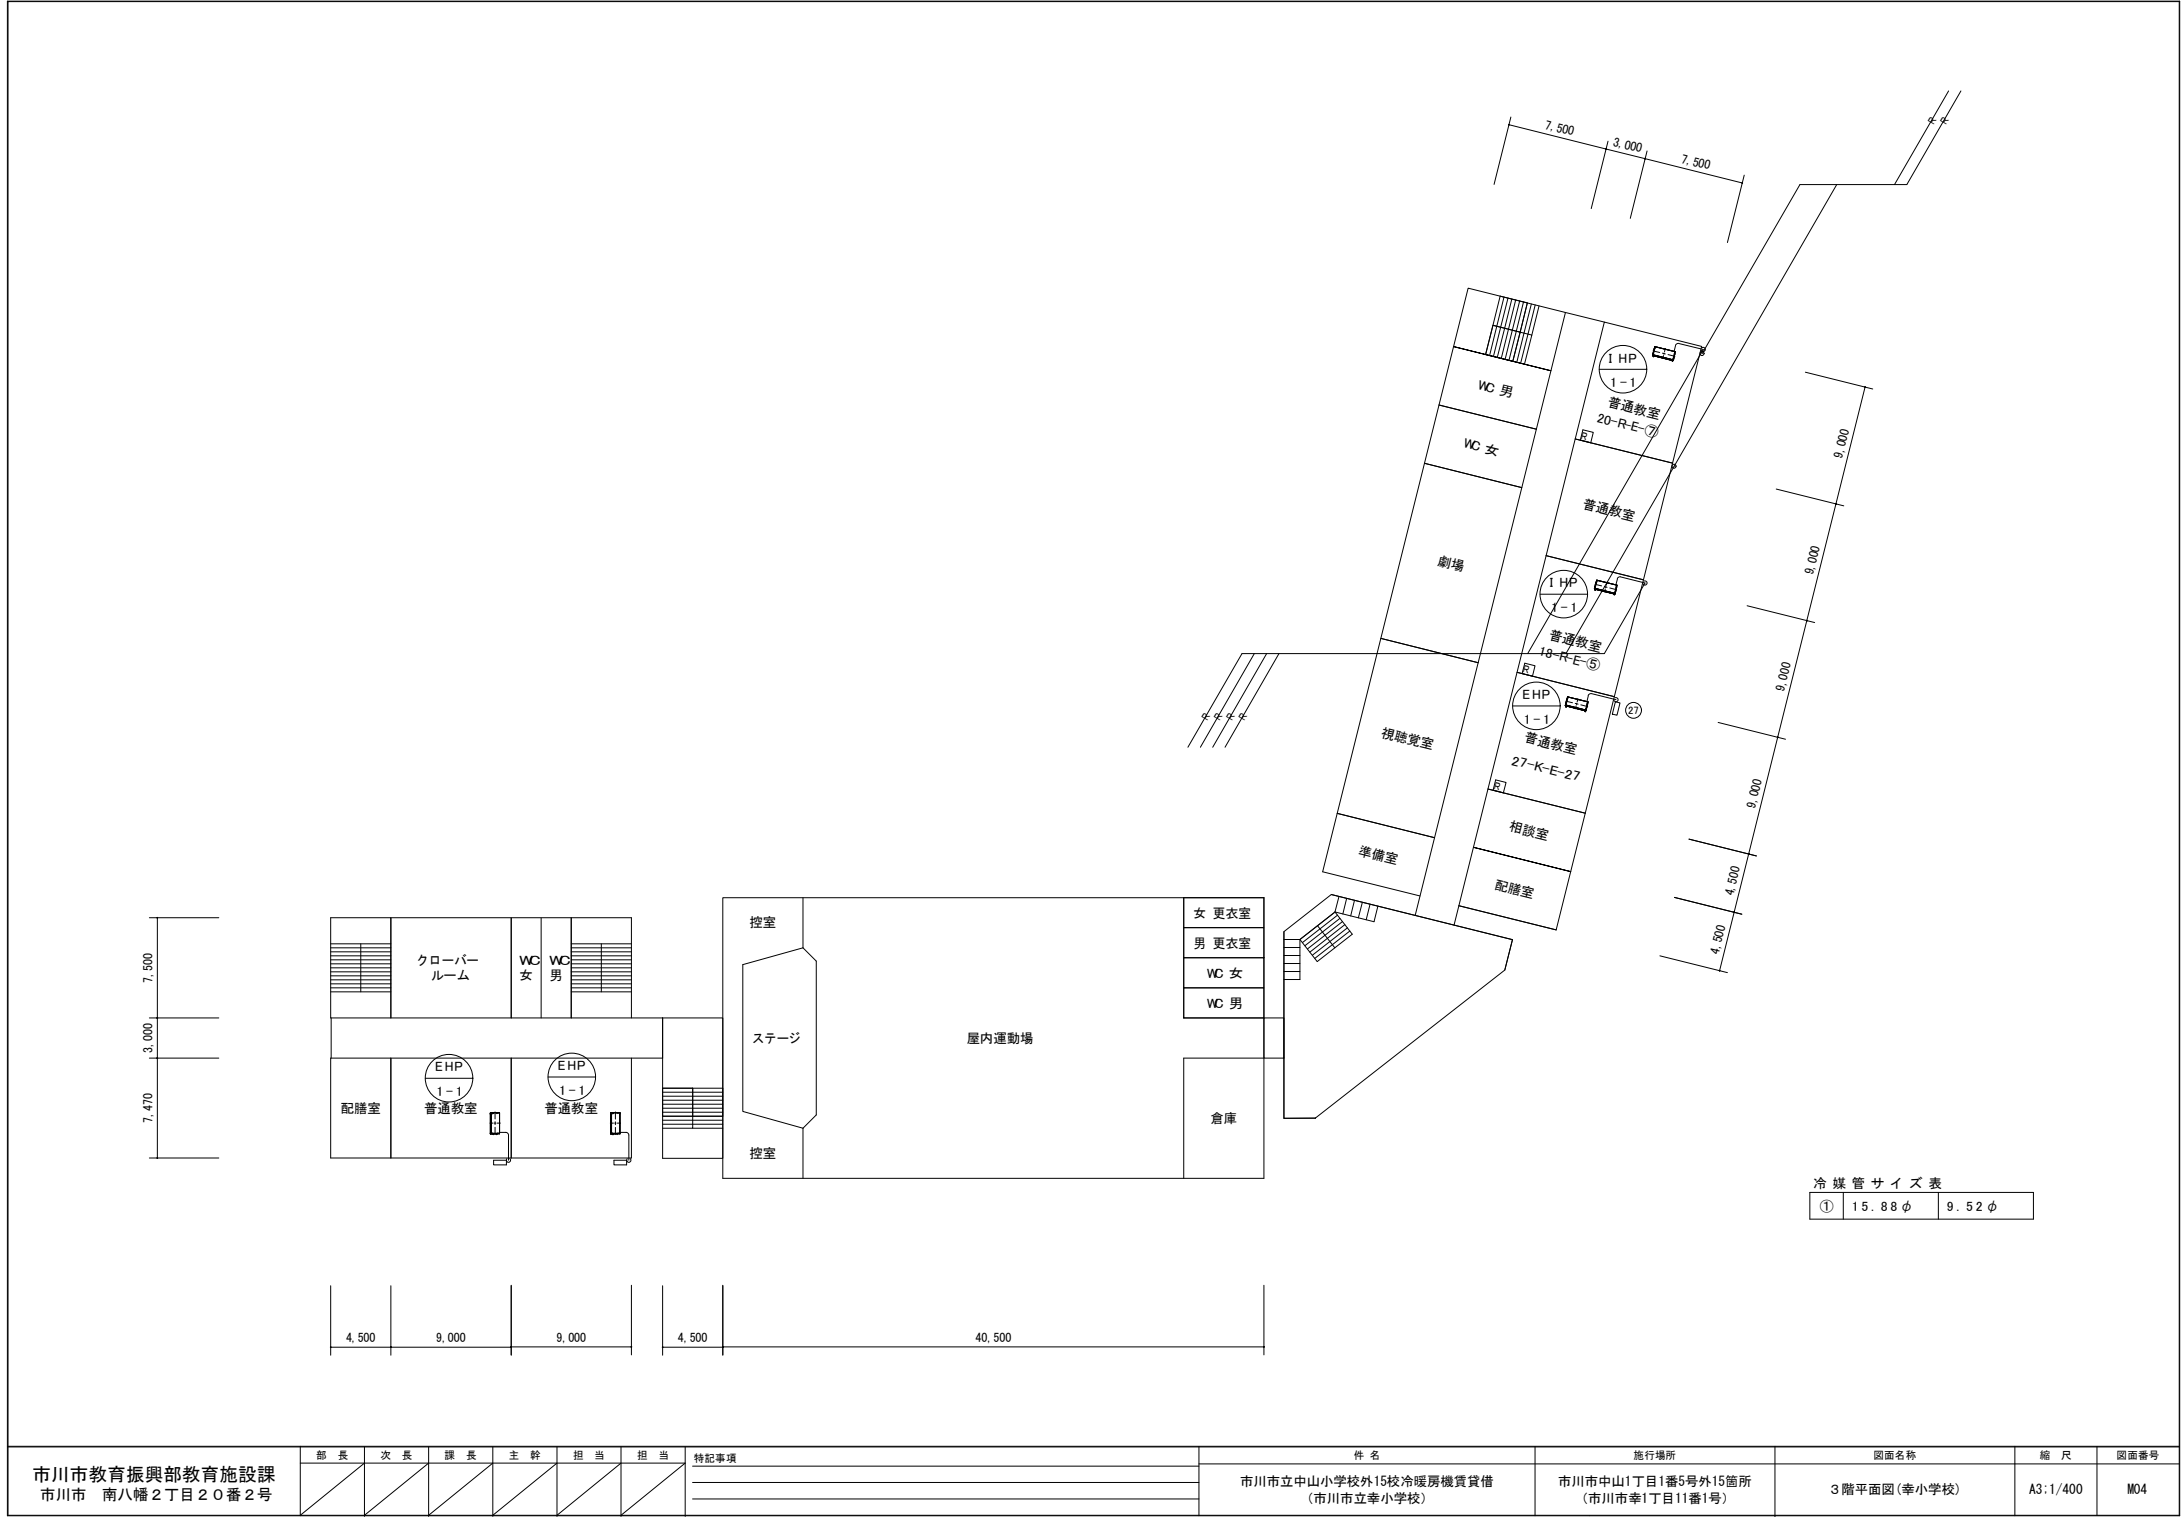 7,500
3,000
7,500
R
R
I HP
1-1
普通教室
20-R-E-⑦
R
WC 男
WC 女
9,000
普通教室
劇場
9,000
I HP
1-1
普通教室
18-R-E-⑤
R
9,000
R
R
R
R
EHP
1-1
㉗
視聴覚室
普通教室
27-K-E-27
R
9,000
相談室
準備室
配膳室
4,500
4,500
控室
女 更衣室
男 更衣室
WC 女
WC 男
7,500
クローバー
ルーム
WC
女
WC
男
3,000
ステージ
屋内運動場
7,470
配膳室
EHP
1-1
普通教室
EHP
1-1
普通教室
倉庫
控室
冷媒管サイズ表
① 15.88φ 9.52φ
4,500
9,000
9,000
4,500
40,500
市川市教育振興部教育施設課
市川市 南八幡2丁目20番2号
部 長
次 長
課 長
主 幹
担 当
担 当
特記事項
件 名
市川市立中山小学校外15校冷暖房機賃貸借
(市川市立幸小学校)
施行場所
市川市中山1丁目1番5号外15箇所
(市川市幸1丁目11番1号)
図面名称
3階平面図(幸小学校)
縮 尺
A3:1/400
図面番号
M04